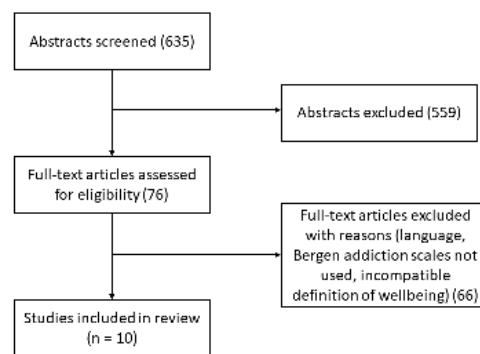 Abstracts screened (635)
Abstracts excluded (559)
Full-text articles assessed
for eligibility (76)
Full-text articles excluded
with reasons (language,
Bergen addiction scales not
used, incompatible
definition of wellbeing) (66)
Studies included in review
(n = 10)